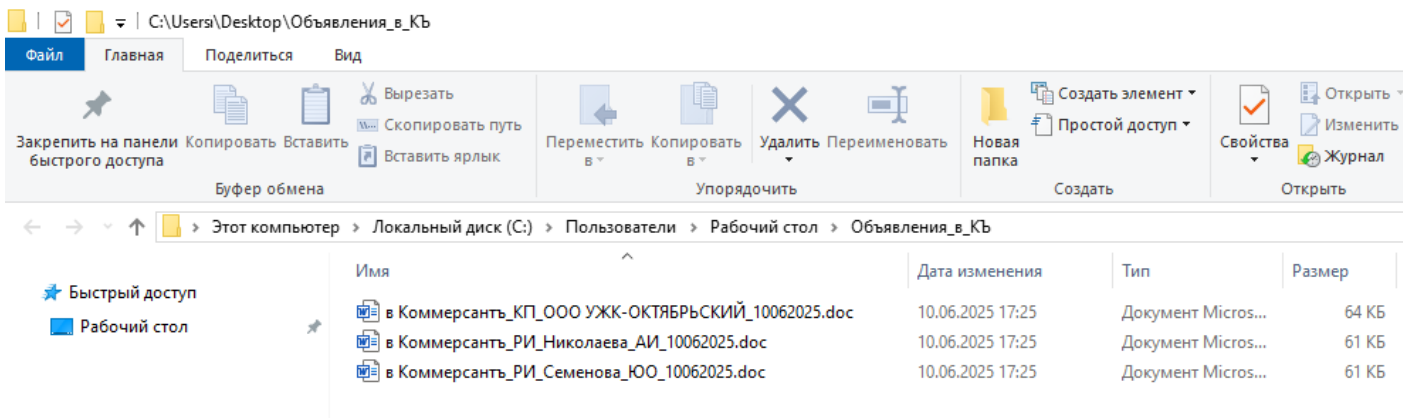 C:\Users\Desktop\Объявления_в_КЪ
Файл Главная Поделиться Вид
Закрепить на панели быстрого доступа
Копировать
Вставить
Вырезать
Скопировать путь
Вставить ярлык
Буфер обмена
Переместить в
Копировать в
Удалить
Переименовать
Упорядочить
Новая папка
Создать элемент
Простой доступ
Создать
Свойства
Открыть
Изменить
Журнал
Открыть
Этот компьютер > Локальный диск (C:) > Пользователи > Рабочий стол > Объявления_в_КЪ
Быстрый доступ
Рабочий стол
Имя Дата изменения Тип Размер
в Коммерсантъ_КП_ООО УЖК-ОКТЯБРЬСКИЙ_10062025.doc 10.06.2025 17:25 Документ Micros... 64 КБ
в Коммерсантъ_РИ_Николаева_АИ_10062025.doc 10.06.2025 17:25 Документ Micros... 61 КБ
в Коммерсантъ_РИ_Семенова_ЮО_10062025.doc 10.06.2025 17:25 Документ Micros... 61 КБ